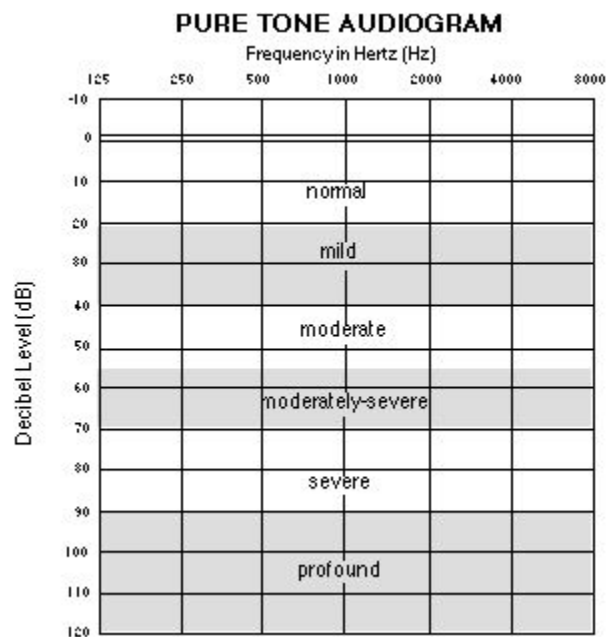 PURE TONE AUDIOGRAM
Frequency in Hertz (Hz)
125 250 500 1000 2000 4000 8000
-10
0
10
normal
20
mild
30
40
moderate
50
Decibel Level (dB)
60
moderately-severe
70
80
severe
90
100
profound
110
120